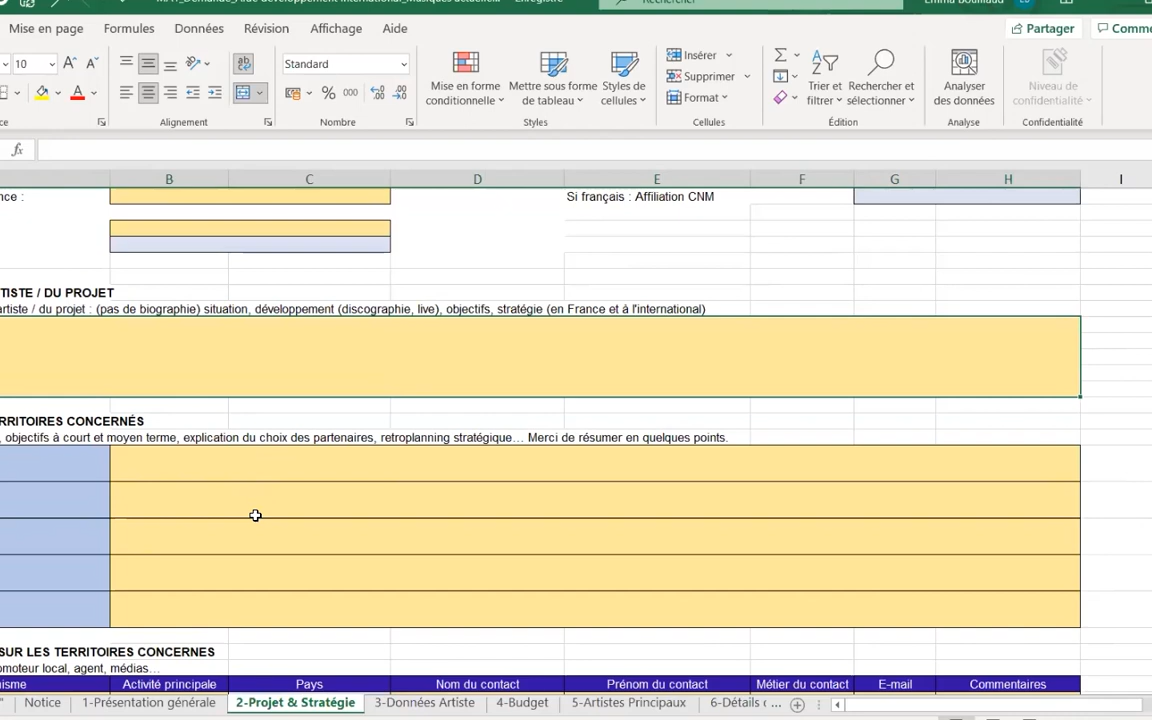 Rechercher
Mise en page Formules Données Révision Affichage Aide
Partager Comme
10 Standard
Insérer Supprimer Format
Mise en forme conditionnelle Mettre sous forme de tableau Styles de cellules
Trier et filtrer Rechercher et sélectionner
Analyser des données
Niveau de confidentialité
ce Alignement Nombre Styles Cellules Édition Analyse Confidentialité
fx
B C D E F G H I
nce : Si français : Affiliation CNM
TISTE / DU PROJET
artiste / du projet : (pas de biographie) situation, développement (discographie, live), objectifs, stratégie (en France et à l'international)
RRITOIRES CONCERNÉS
, objectifs à court et moyen terme, explication du choix des partenaires, retroplanning stratégique… Merci de résumer en quelques points.
SUR LES TERRITOIRES CONCERNES
omoteur local, agent, médias…
isme Activité principale Pays Nom du contact Prénom du contact Métier du contact E-mail Commentaires
Notice 1-Présentation générale 2-Projet & Stratégie 3-Données Artiste 4-Budget 5-Artistes Principaux 6-Détails ...